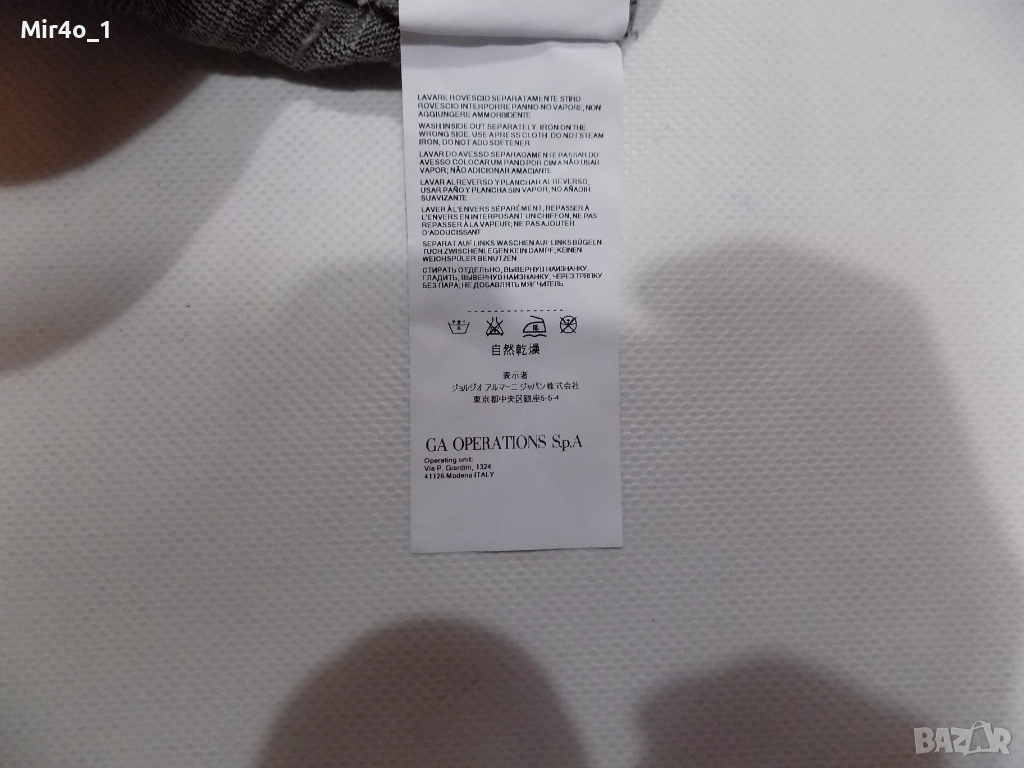 Mir4o_1
LAVARE ROVESCIO SEPARATAMENTE STIRO
ROVESCIO INTERPORRE PANNO NO VAPORE, NON
AGGIUNGERE AMMORBIDENTE
WASH INSIDE OUT SEPARATELY IRON ON THE
WRONG SIDE. USE A PRESS CLOTH DO NOT STEAM
IRON, DO NOT ADD SOFTENER
LAVAR DO AVESSO SEPARADAMENTE PASSAR DO
AVESSO COLOCAR UM PANO POR CIMA NÃO USAR
VAPOR; NÃO ADICIONAR AMACIANTE
LAVAR AL REVERSO Y PLANCHAR AL REVERSO,
USAR PAÑO Y PLANCHA SIN VAPOR, NO AÑADIR
SUAVIZANTE
LAVER À L'ENVERS SÉPARÉMENT, REPASSER À
L'ENVERS EN INTERPOSANT UN CHIFFON, NE PAS
REPASSER À LA VAPEUR; NE PAS AJOUTER
D'ADOUCISSANT
SEPARAT AUF LINKS WASCHEN AUF LINKS BÜGELN
TUCH ZWISCHENLEGEN KEIN DAMPF; KEINEN
WEICHSPÜLER BENUTZEN
СТИРАТЬ ОТДЕЛЬНО, ВЫВЕРНУВ НАИЗНАНКУ.
ГЛАДИТЬ, ВЫВЕРНУВ НАИЗНАНКУ, ЧЕРЕЗ ТРЯПКУ
БЕЗ ПАРА; НЕ ДОБАВЛЯТЬ МЯГЧИТЕЛЬ
自然乾燥
表示者
ジョルジオ アルマーニ ジャパン株式会社
東京都中央区銀座5-5-4
GA OPERATIONS S.p.A
Operating unit:
Via P. Giardini, 1324
41126 Modena ITALY
BAZAR